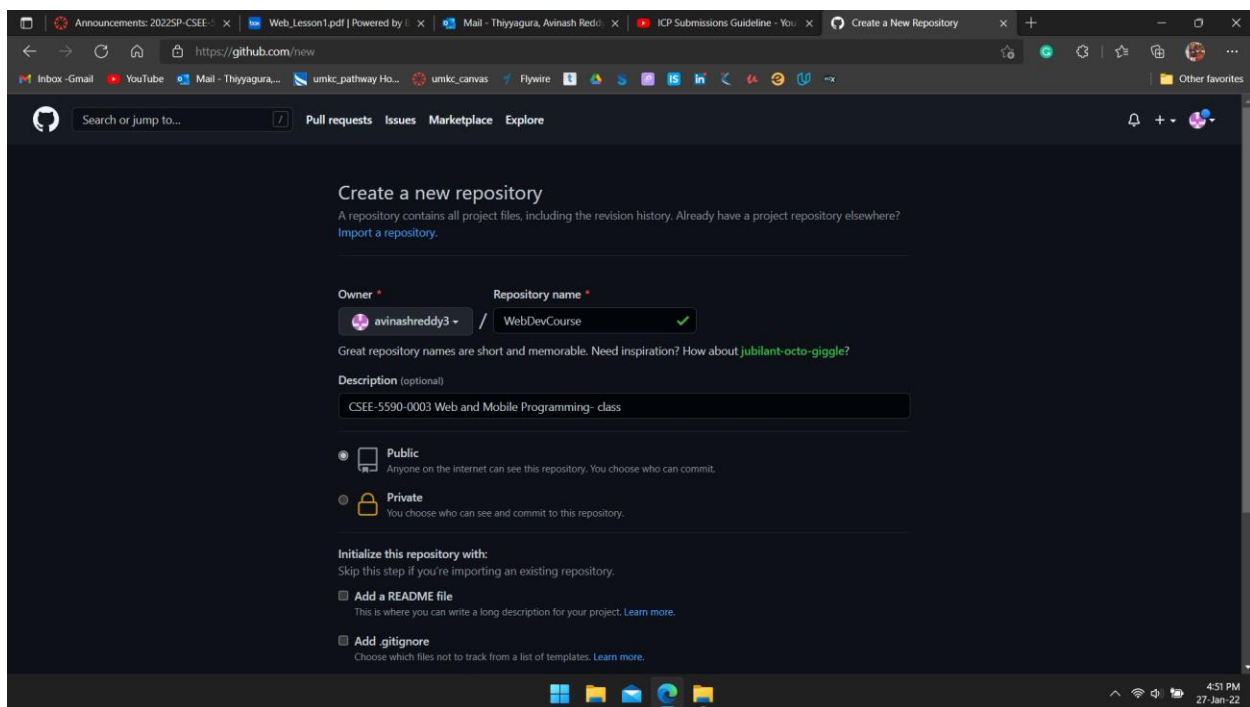 Announcements: 2022SP-CSEE-5
Web_Lesson1.pdf | Powered by
Mail - Thiyyagura, Avinash Redd
ICP Submissions Guideline - You
Create a New Repository
https://github.com/new
Inbox -Gmail
YouTube
Mail - Thiyyagura,...
umkc_pathway Ho...
umkc_canvas
Flywire
Other favorites
Search or jump to...
/
Pull requests Issues Marketplace Explore
Create a new repository
A repository contains all project files, including the revision history. Already have a project repository elsewhere?
Import a repository.
Owner *
Repository name *
avinashreddy3
/
WebDevCourse
Great repository names are short and memorable. Need inspiration? How about jubilant-octo-giggle?
Description (optional)
CSEE-5590-0003 Web and Mobile Programming- class
Public
Anyone on the internet can see this repository. You choose who can commit.
Private
You choose who can see and commit to this repository.
Initialize this repository with:
Skip this step if you're importing an existing repository.
Add a README file
This is where you can write a long description for your project. Learn more.
Add .gitignore
Choose which files not to track from a list of templates. Learn more.
4:51 PM
27-Jan-22